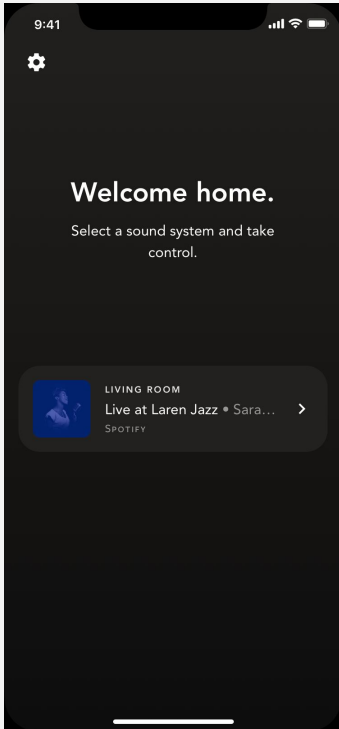 9:41
Welcome home.
Select a sound system and take
control.
LIVING ROOM
Live at Laren Jazz • Sara...
SPOTIFY